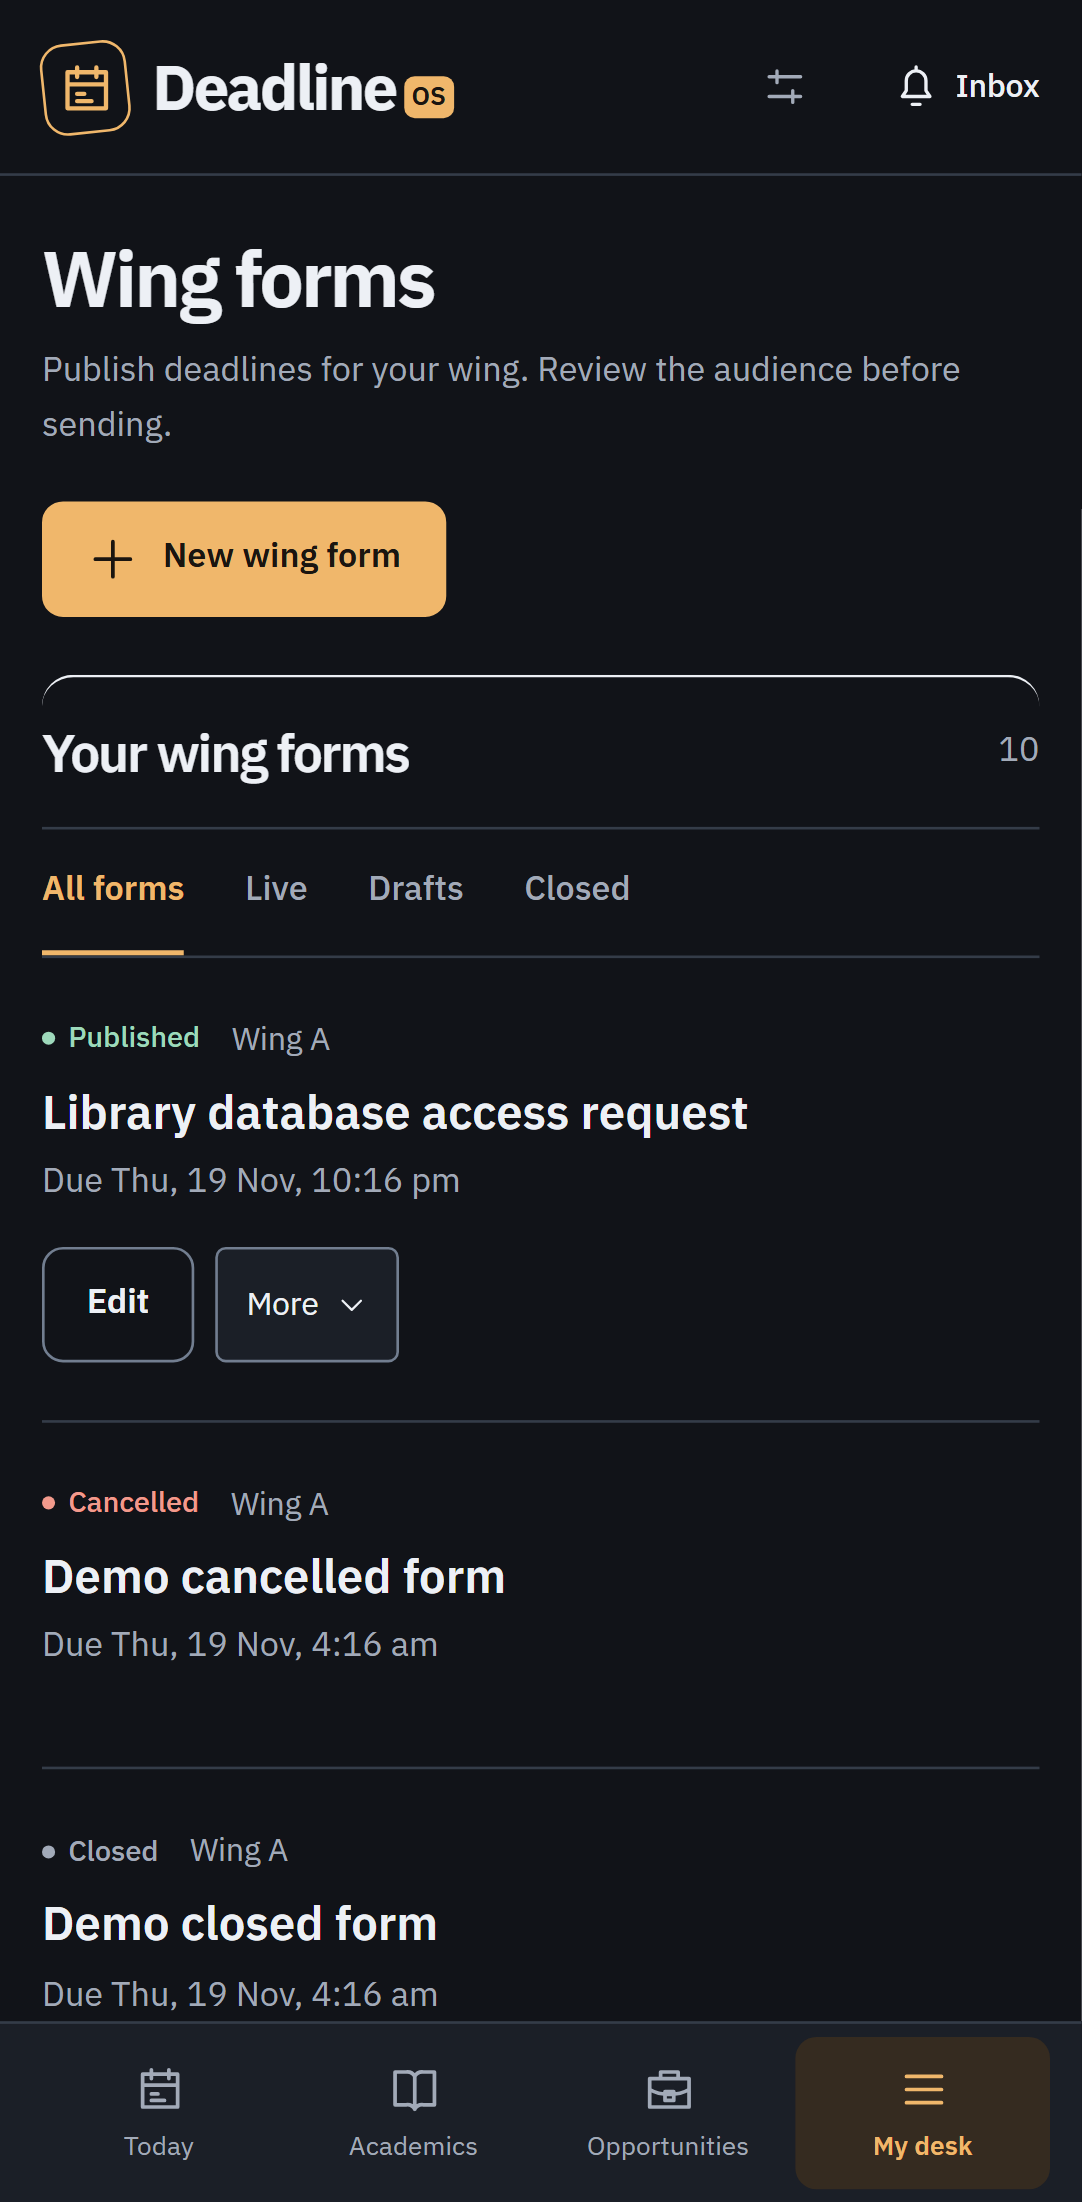 Deadline OS
Inbox
Wing forms
Publish deadlines for your wing. Review the audience before
sending.
New wing form
Your wing forms 10
All forms Live Drafts Closed
Published Wing A
Library database access request
Due Thu, 19 Nov, 10:16 pm
Edit More
Cancelled Wing A
Demo cancelled form
Due Thu, 19 Nov, 4:16 am
Closed Wing A
Demo closed form
Due Thu, 19 Nov, 4:16 am
Today Academics Opportunities My desk